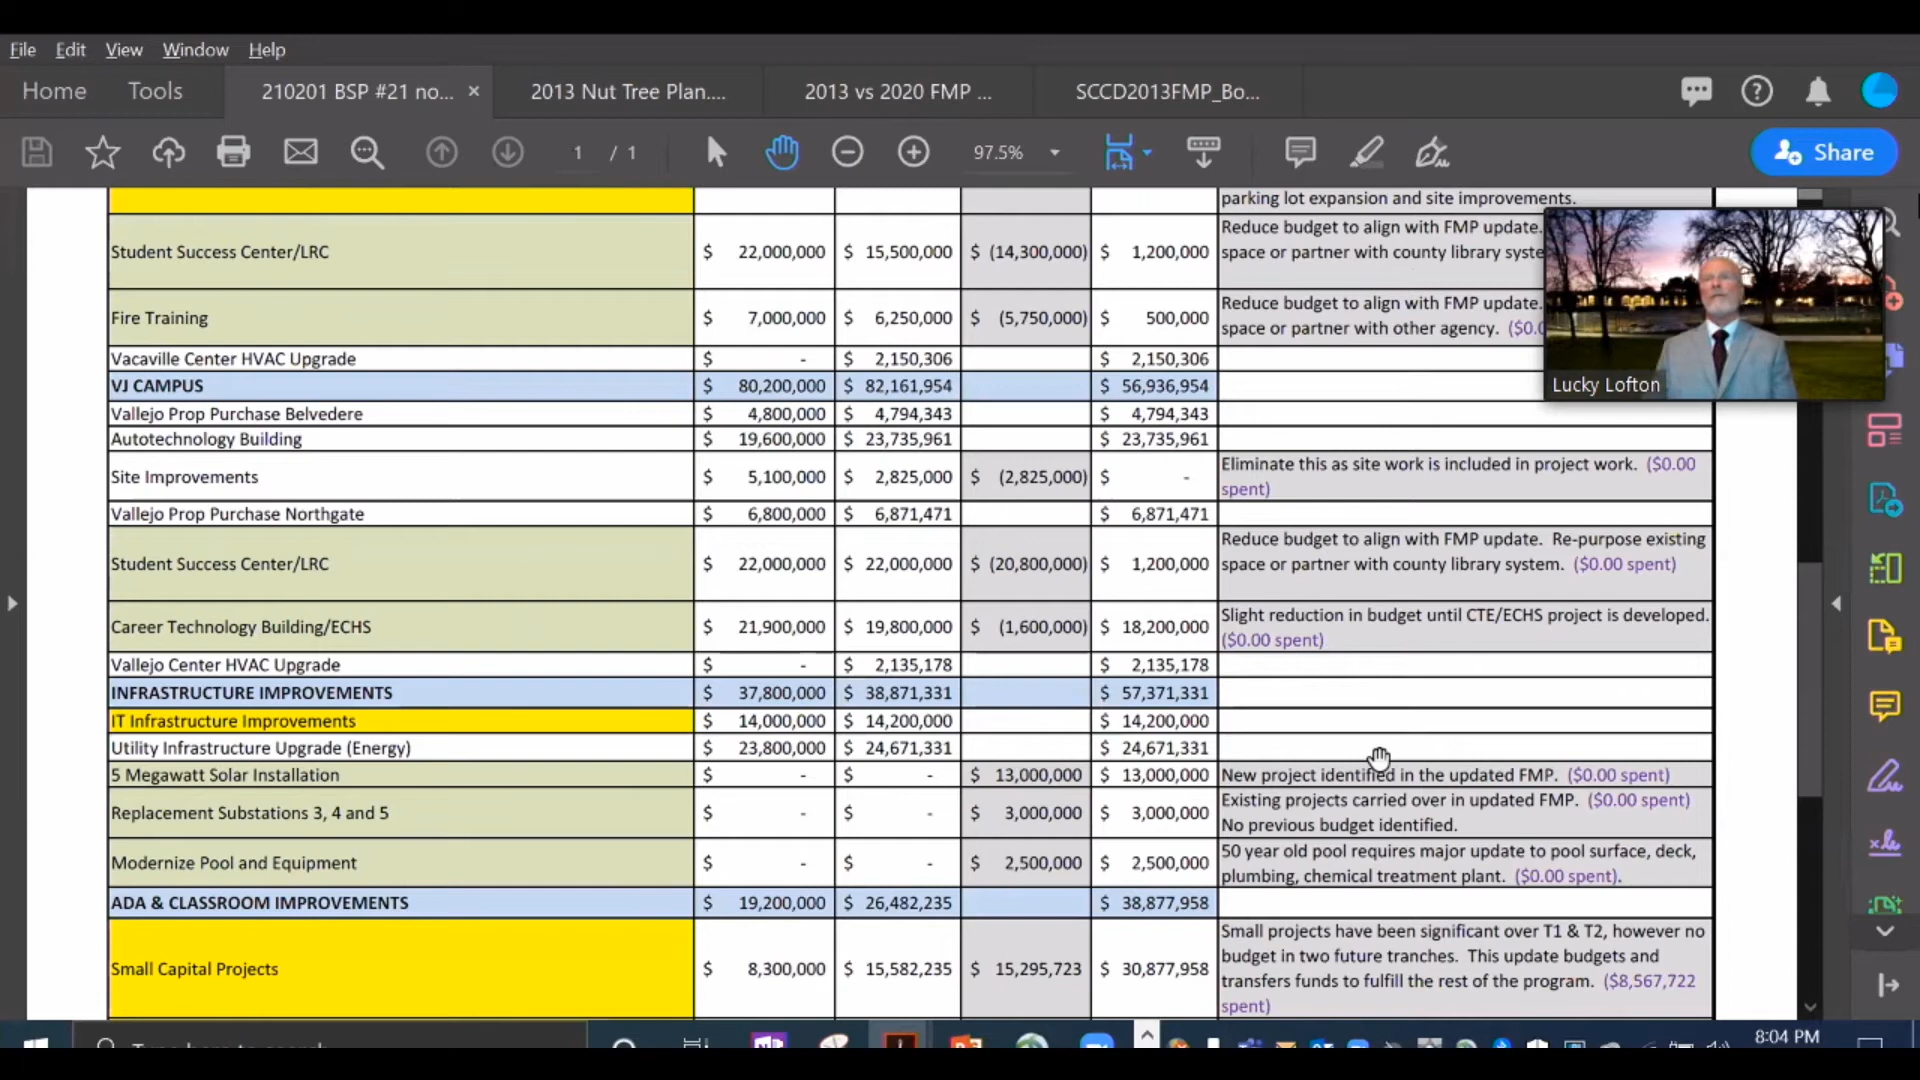 File Edit View Window Help
Home Tools 210201 BSP #21 no... × 2013 Nut Tree Plan.... 2013 vs 2020 FMP ... SCCD2013FMP_Bo...
1 / 1 97.5% Share
parking lot expansion and site improvements.
Student Success Center/LRC $ 22,000,000 $ 15,500,000 $ (14,300,000) $ 1,200,000 Reduce budget to align with FMP update.
space or partner with county library syste
Fire Training $ 7,000,000 $ 6,250,000 $ (5,750,000) $ 500,000 Reduce budget to align with FMP update.
space or partner with other agency. ($0.0
Vacaville Center HVAC Upgrade $ - $ 2,150,306 $ 2,150,306
Lucky Lofton
VJ CAMPUS $ 80,200,000 $ 82,161,954 $ 56,936,954
Vallejo Prop Purchase Belvedere $ 4,800,000 $ 4,794,343 $ 4,794,343
Autotechnology Building $ 19,600,000 $ 23,735,961 $ 23,735,961
Site Improvements $ 5,100,000 $ 2,825,000 $ (2,825,000) $ - Eliminate this as site work is included in project work. ($0.00
spent)
Vallejo Prop Purchase Northgate $ 6,800,000 $ 6,871,471 $ 6,871,471
Student Success Center/LRC $ 22,000,000 $ 22,000,000 $ (20,800,000) $ 1,200,000 Reduce budget to align with FMP update. Re-purpose existing
space or partner with county library system. ($0.00 spent)
Career Technology Building/ECHS $ 21,900,000 $ 19,800,000 $ (1,600,000) $ 18,200,000 Slight reduction in budget until CTE/ECHS project is developed.
($0.00 spent)
Vallejo Center HVAC Upgrade $ - $ 2,135,178 $ 2,135,178
INFRASTRUCTURE IMPROVEMENTS $ 37,800,000 $ 38,871,331 $ 57,371,331
IT Infrastructure Improvements $ 14,000,000 $ 14,200,000 $ 14,200,000
Utility Infrastructure Upgrade (Energy) $ 23,800,000 $ 24,671,331 $ 24,671,331
5 Megawatt Solar Installation $ - $ - $ 13,000,000 $ 13,000,000 New project identified in the updated FMP. ($0.00 spent)
Replacement Substations 3, 4 and 5 $ - $ - $ 3,000,000 $ 3,000,000 Existing projects carried over in updated FMP. ($0.00 spent)
No previous budget identified.
Modernize Pool and Equipment $ - $ - $ 2,500,000 $ 2,500,000 50 year old pool requires major update to pool surface, deck,
plumbing, chemical treatment plant. ($0.00 spent).
ADA & CLASSROOM IMPROVEMENTS $ 19,200,000 $ 26,482,235 $ 38,877,958
Small Capital Projects $ 8,300,000 $ 15,582,235 $ 15,295,723 $ 30,877,958 Small projects have been significant over T1 & T2, however no
budget in two future tranches. This update budgets and
transfers funds to fulfill the rest of the program. ($8,567,722
spent)
8:04 PM